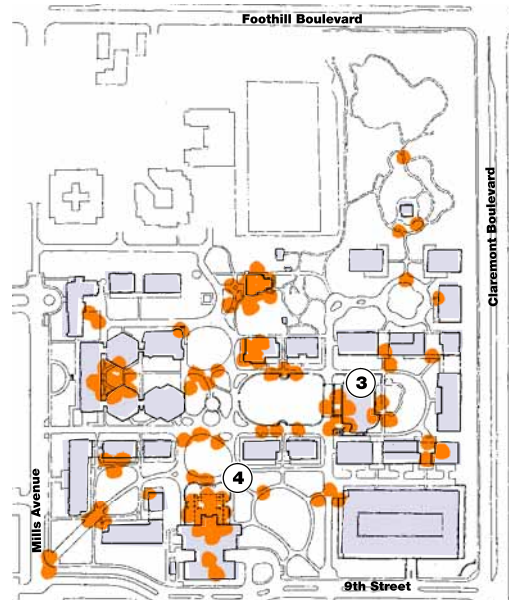 Foothill Boulevard
Claremont Boulevard
3
4
Mills Avenue
9th Street